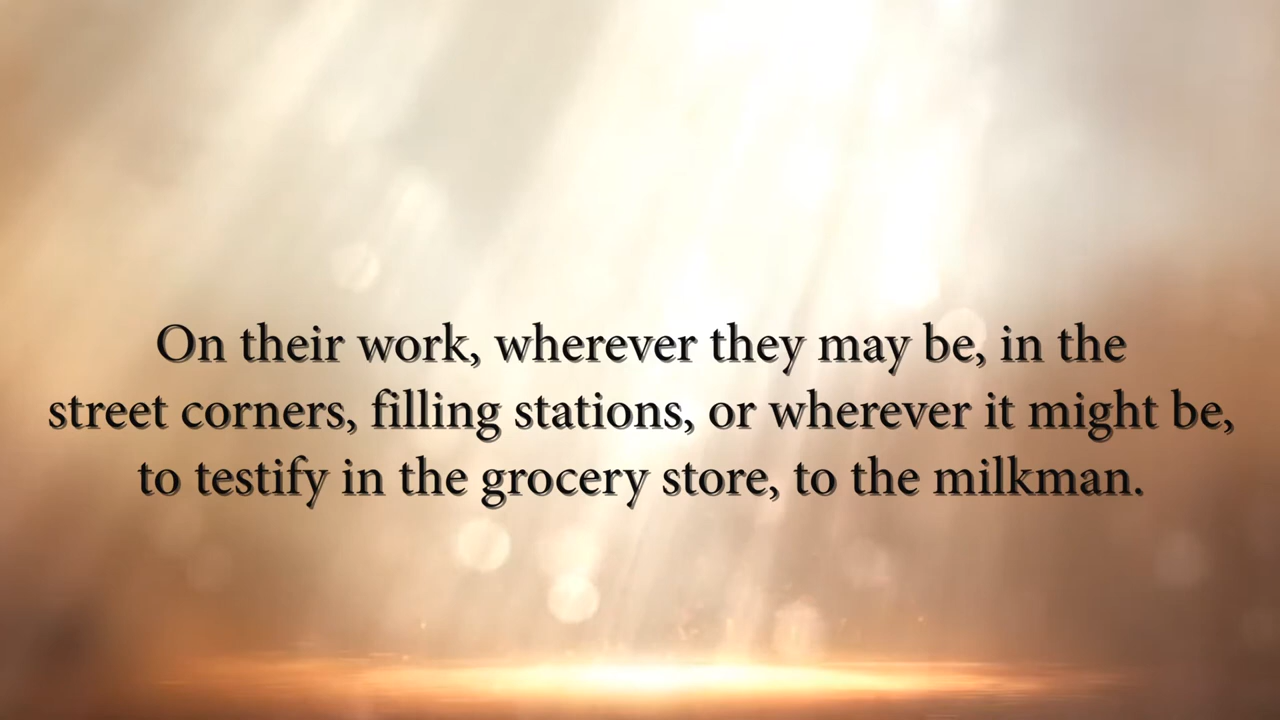 On their work, wherever they may be, in the
street corners, filling stations, or wherever it might be,
to testify in the grocery store, to the milkman.